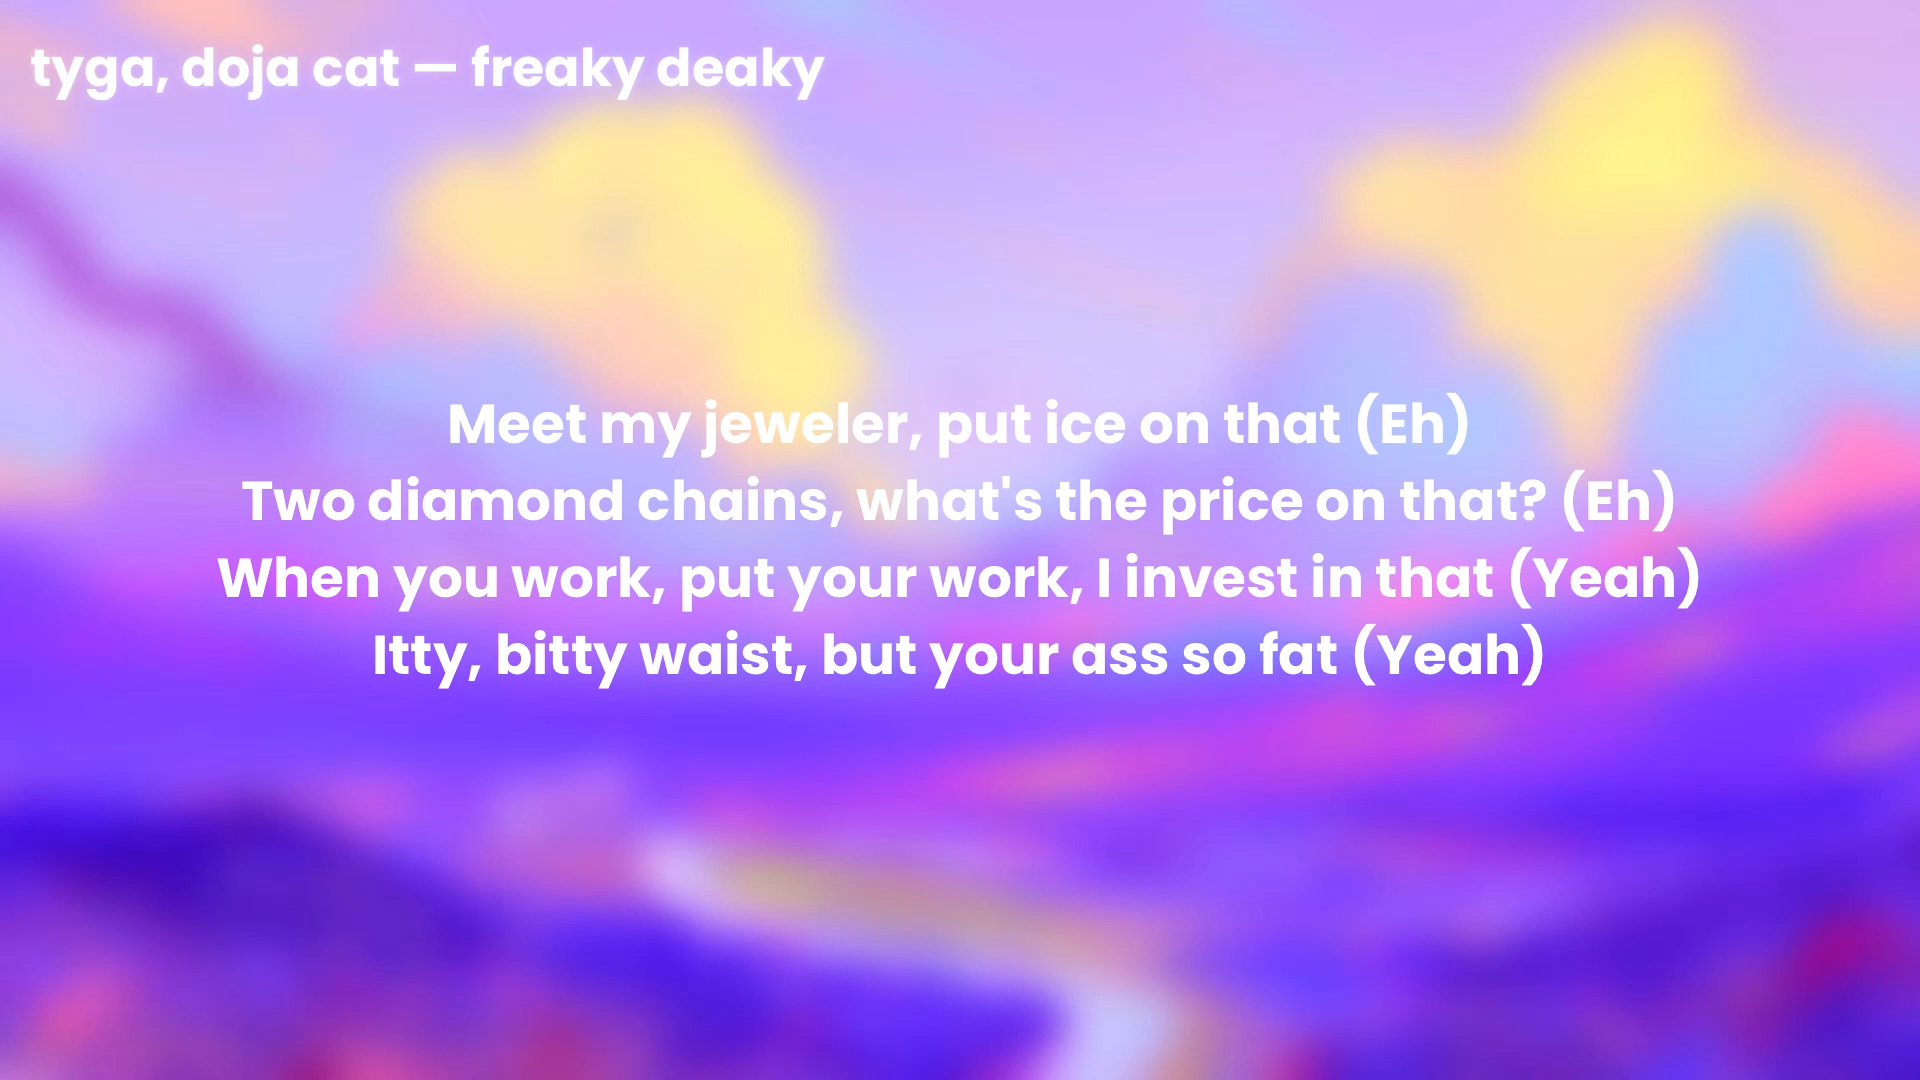 tyga, doja cat — freaky deaky
Meet my jeweler, put ice on that (Eh)
Two diamond chains, what's the price on that? (Eh)
When you work, put your work, I invest in that (Yeah)
Itty, bitty waist, but your ass so fat (Yeah)